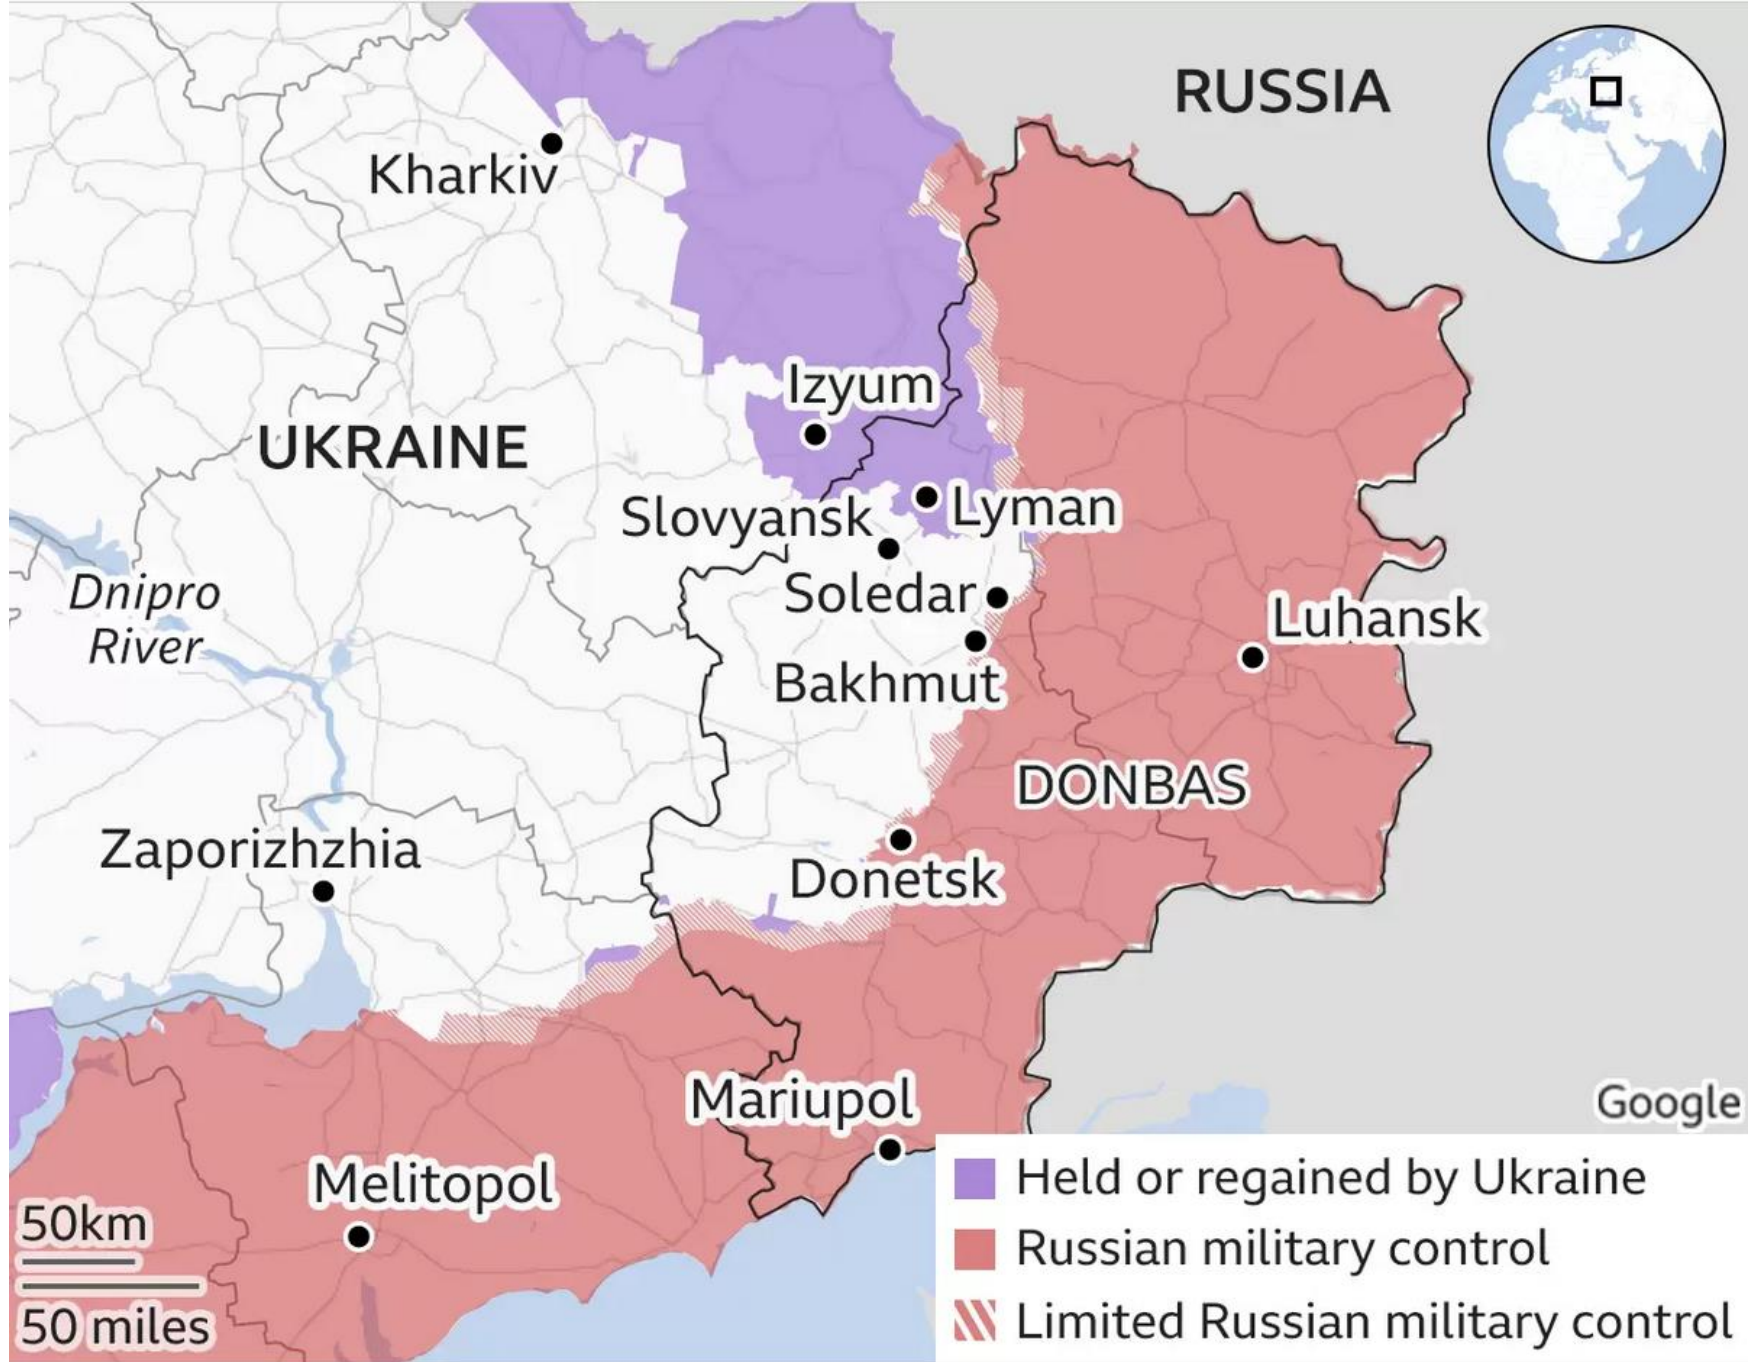 RUSSIA
Kharkiv
Izyum
UKRAINE
Slovyansk
Lyman
Dnipro
River
Soledar
Luhansk
Bakhmut
DONBAS
Zaporizhzhia
Donetsk
Mariupol
Google
Melitopol
50km
50 miles
Held or regained by Ukraine
Russian military control
Limited Russian military control